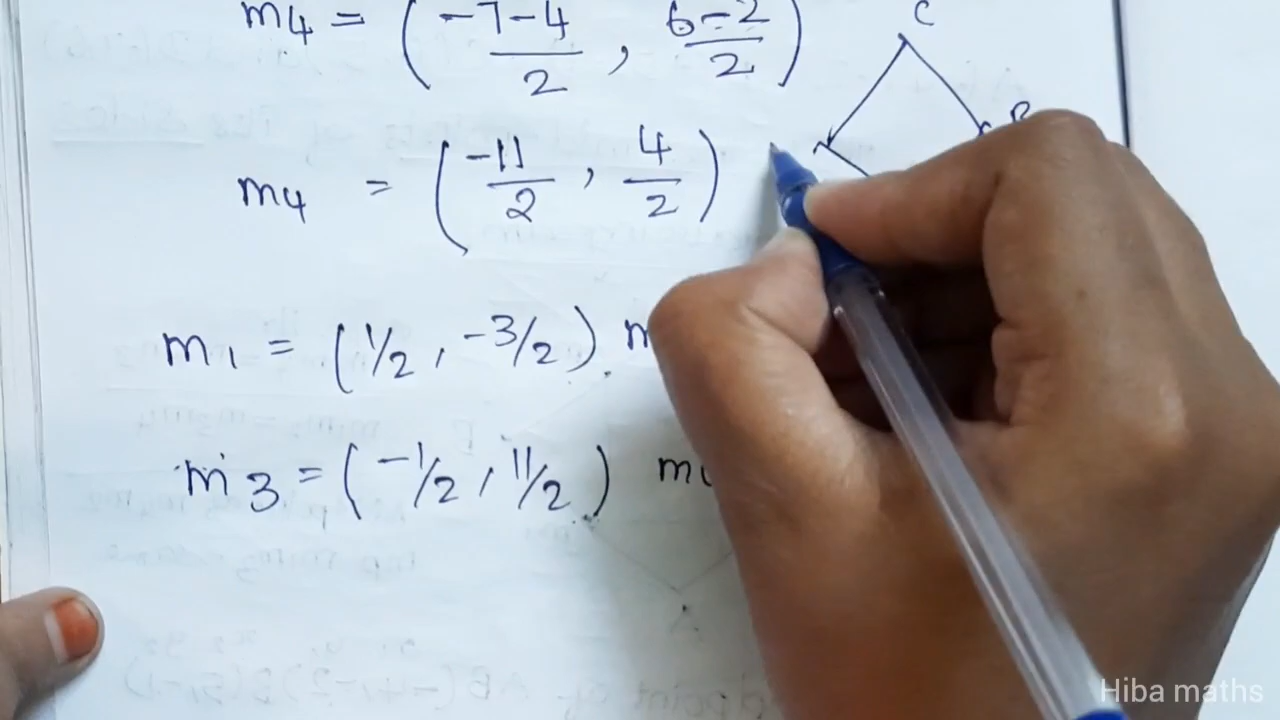 m4 = ( -7-4/2 , 6-2/2 )
C
B
m4 = ( -11/2 , 4/2 )
m1 = ( 1/2 , -3/2 ) m
m3 = ( -1/2 , 11/2 ) m
Hiba maths